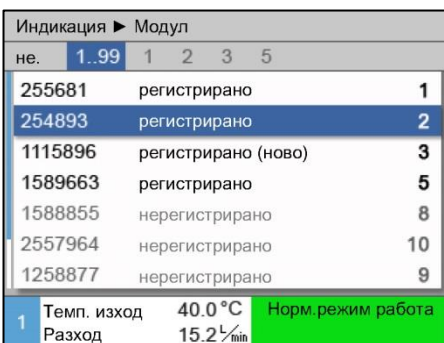 Индикация ► Модул
не. 1..99 1 2 3 5
255681 регистрирано 1
254893 регистрирано 2
1115896 регистрирано (ново) 3
1589663 регистрирано 5
1588855 нерегистрирано 8
2557964 нерегистрирано 10
1258877 нерегистрирано 9
1 Темп. изход 40.0 °C Норм.режим работа
Разход 15.2 L/min